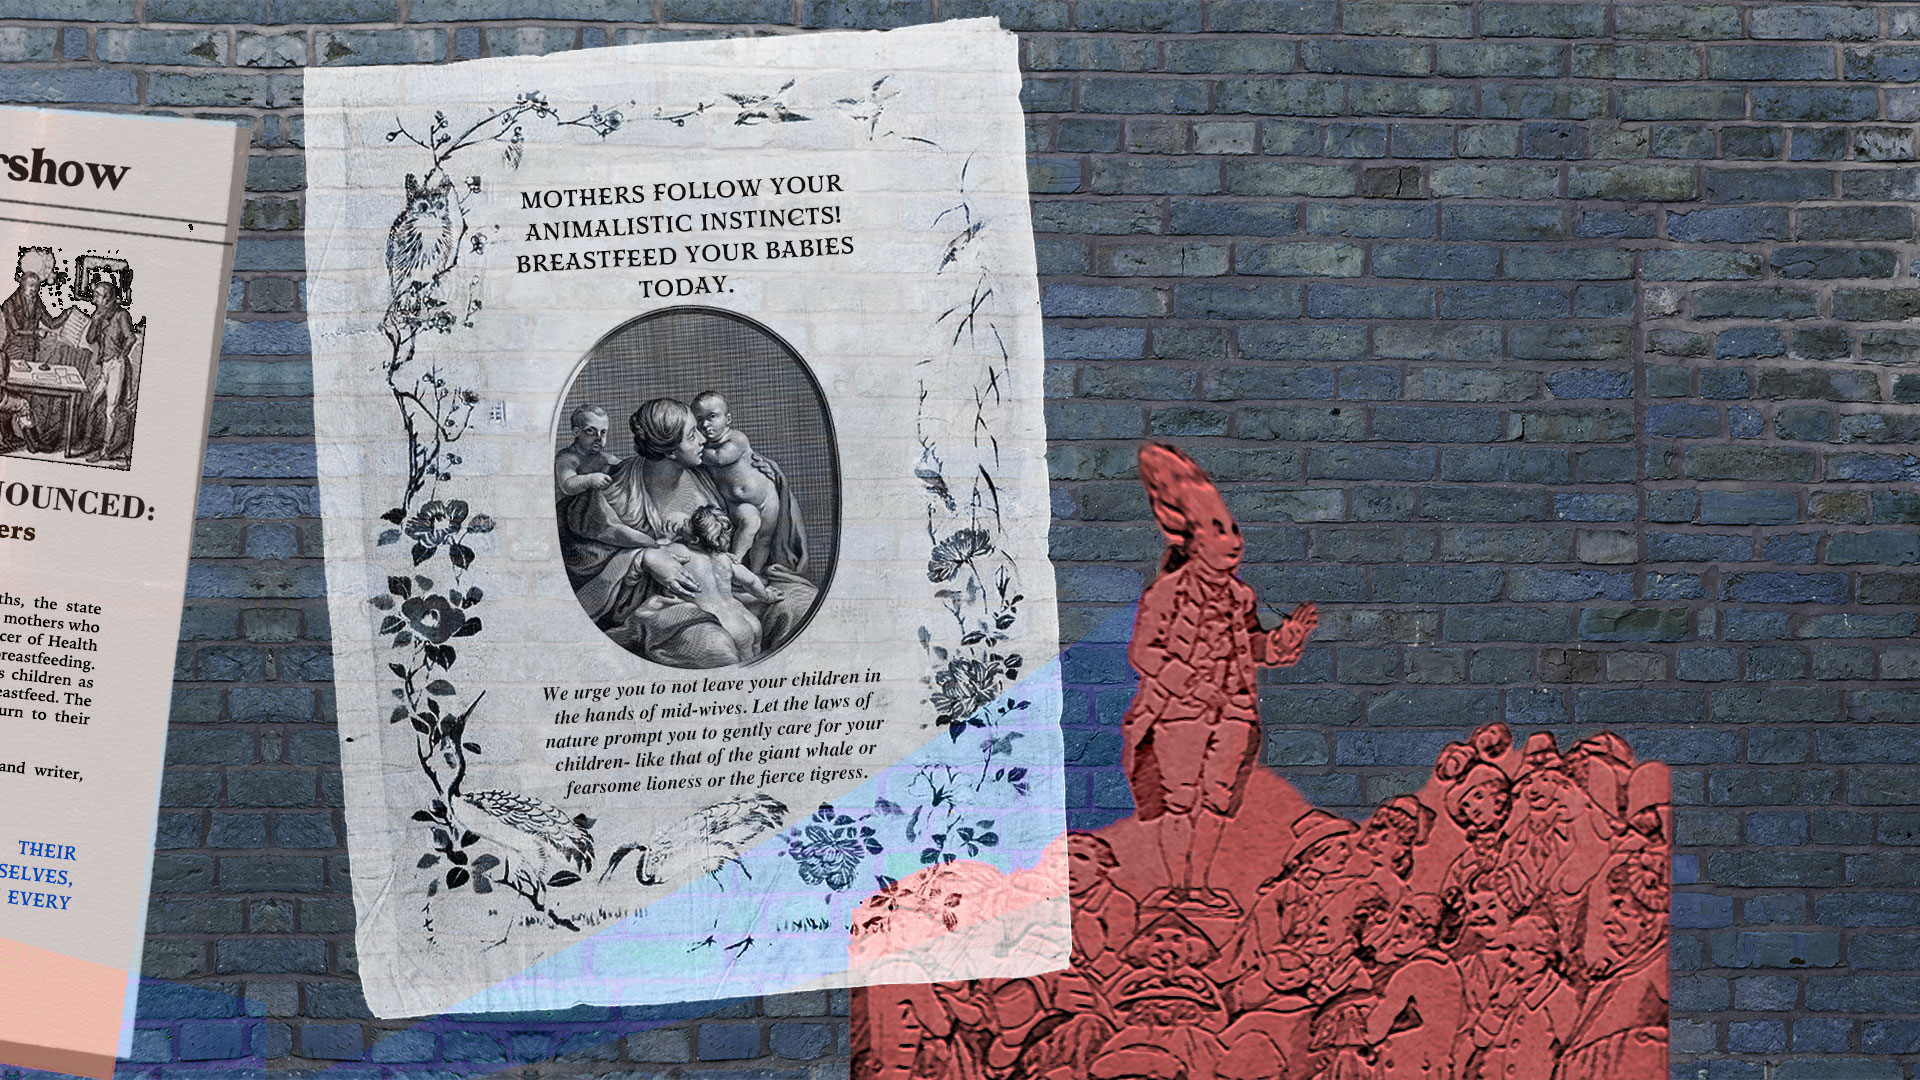 rshow
NOUNCED:
ers
ths, the state
mothers who
cer of Health
reastfeeding.
s children as
eastfeed. The
urn to their
and writer,
THEIR
SELVES,
EVERY
MOTHERS FOLLOW YOUR
ANIMALISTIC INSTINCTS!
BREASTFEED YOUR BABIES
TODAY.
We urge you to not leave your children in
the hands of mid-wives. Let the laws of
nature prompt you to gently care for your
children- like that of the giant whale or
fearsome lioness or the fierce tigress.